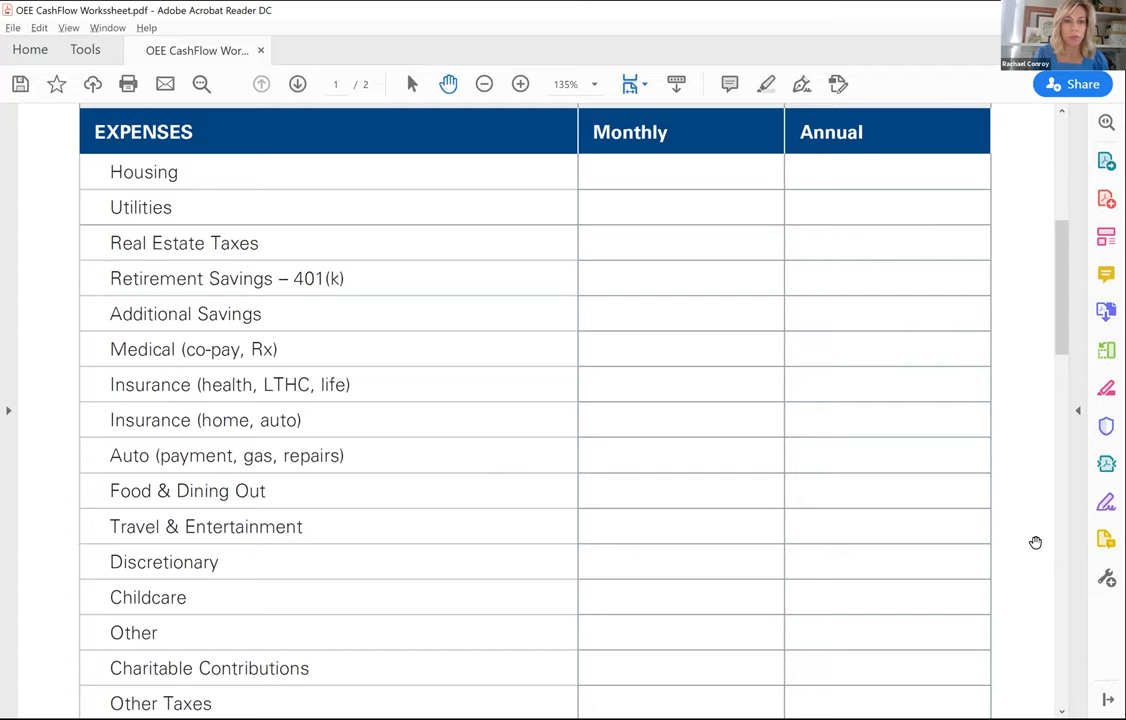 OEE CashFlow Workssheet.pdf - Adobe Acrobat Reader DC
File Edit View Window Help
Home Tools OEE CashFlow Wor... ×
1 / 2 135% Share
Rachael Conroy
EXPENSES Monthly Annual
Housing
Utilities
Real Estate Taxes
Retirement Savings – 401(k)
Additional Savings
Medical (co-pay, Rx)
Insurance (health, LTHC, life)
Insurance (home, auto)
Auto (payment, gas, repairs)
Food & Dining Out
Travel & Entertainment
Discretionary
Childcare
Other
Charitable Contributions
Other Taxes